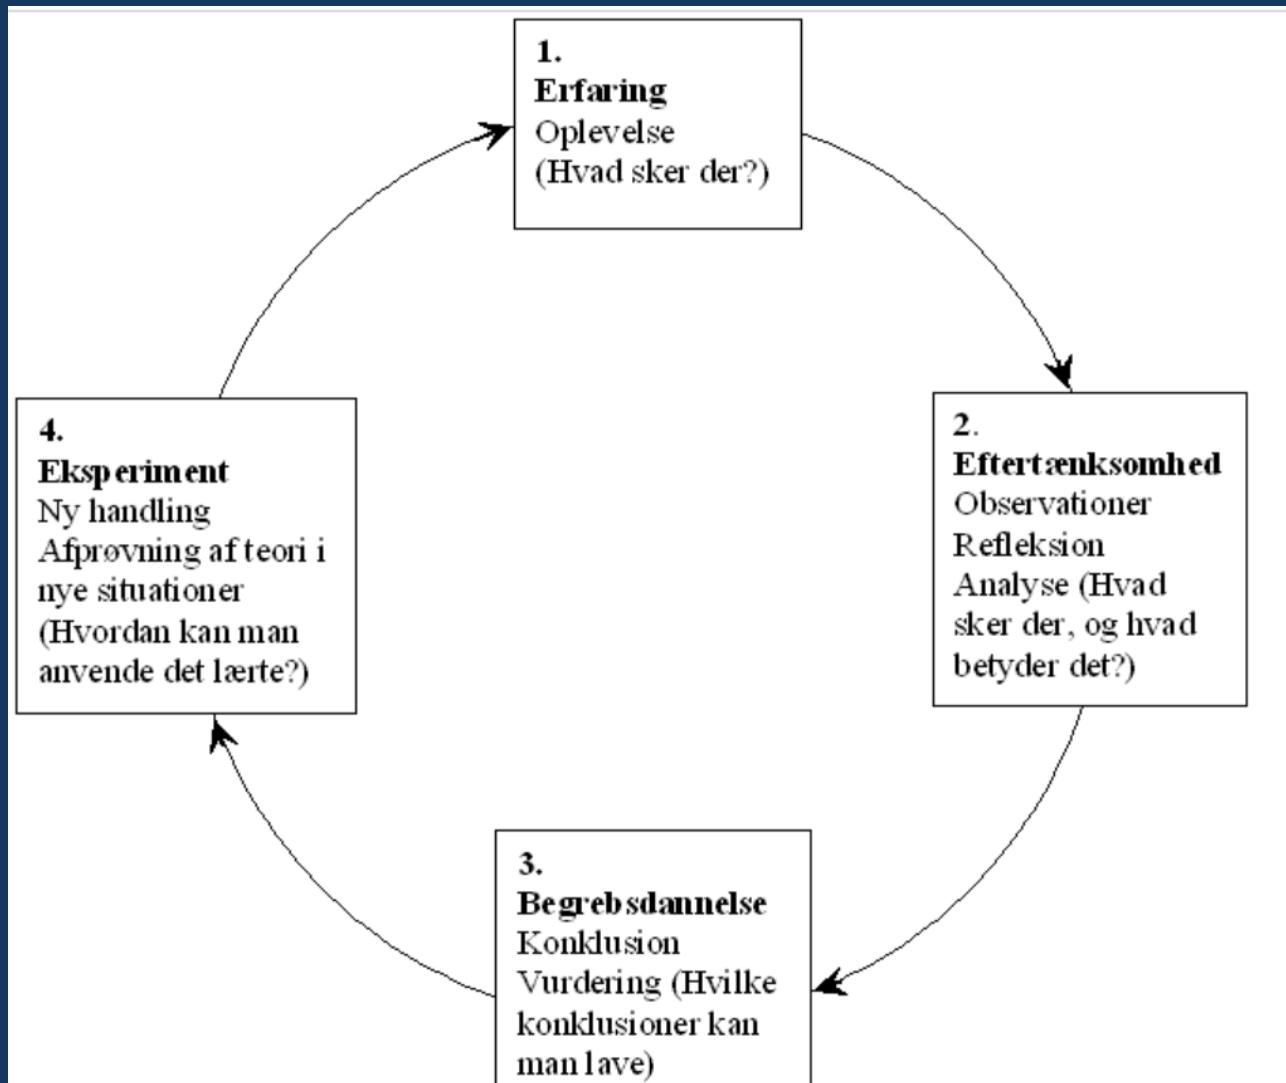 1.
Erfaring
Oplevelse
(Hvad sker der?)
2.
Eftertænksomhed
Observationer
Refleksion
Analyse (Hvad
sker der, og hvad
betyder det?)
3.
Begrebsdannelse
Konklusion
Vurdering (Hvilke
konklusioner kan
man lave)
4.
Eksperiment
Ny handling
Afprøvning af teori i
nye situationer
(Hvordan kan man
anvende det lærte?)